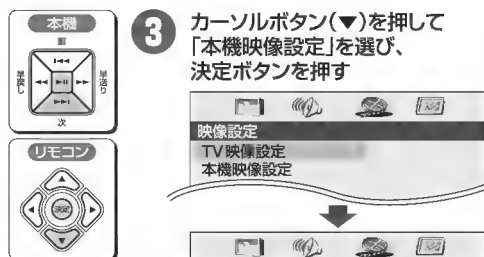 本機
前
早戻し
早送り
次
リモコン
決定
3
カーソルボタン(▼)を押して
「本機映像設定」を選び、
決定ボタンを押す
映像設定
TV映像設定
本機映像設定